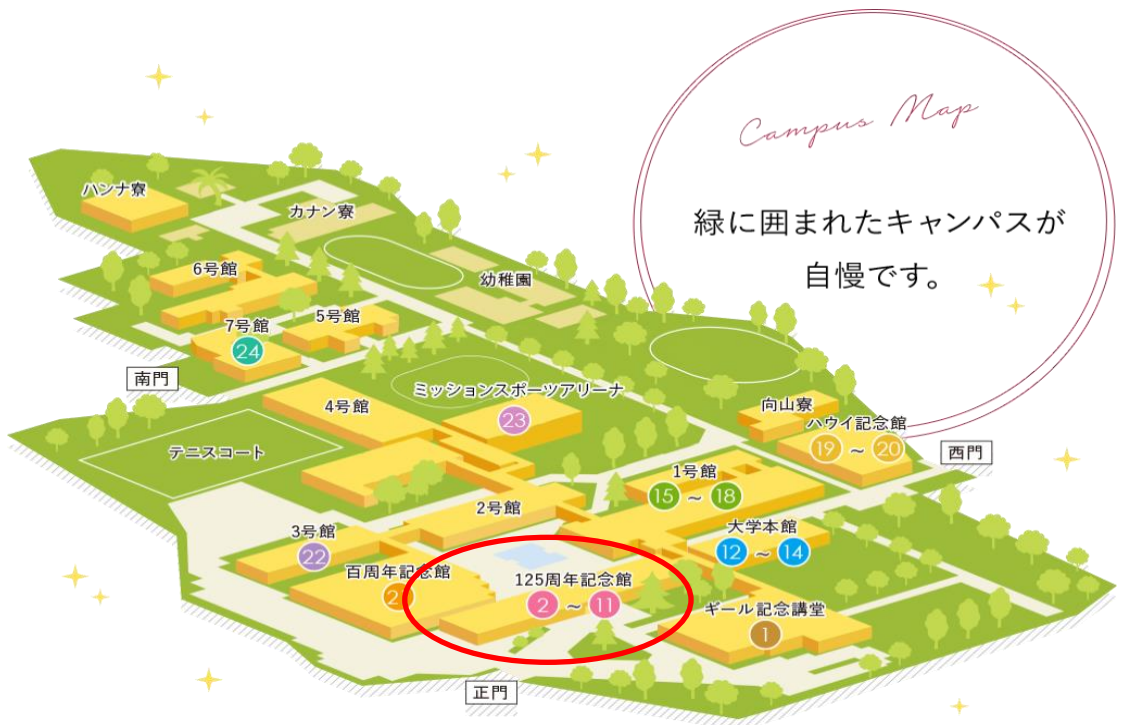 Campus Map
緑に囲まれたキャンパスが
自慢です。
ハンナ寮
カナン寮
6号館
幼稚園
5号館
7号館
24
南門
ミッションスポーツアリーナ
23
4号館
向山寮
ハウイ記念館
19 ～ 20
西門
テニスコート
1号館
15 ～ 18
2号館
大学本館
12 ～ 14
3号館
22
百周年記念館
125周年記念館
2 ～ 11
ギール記念講堂
1
正門